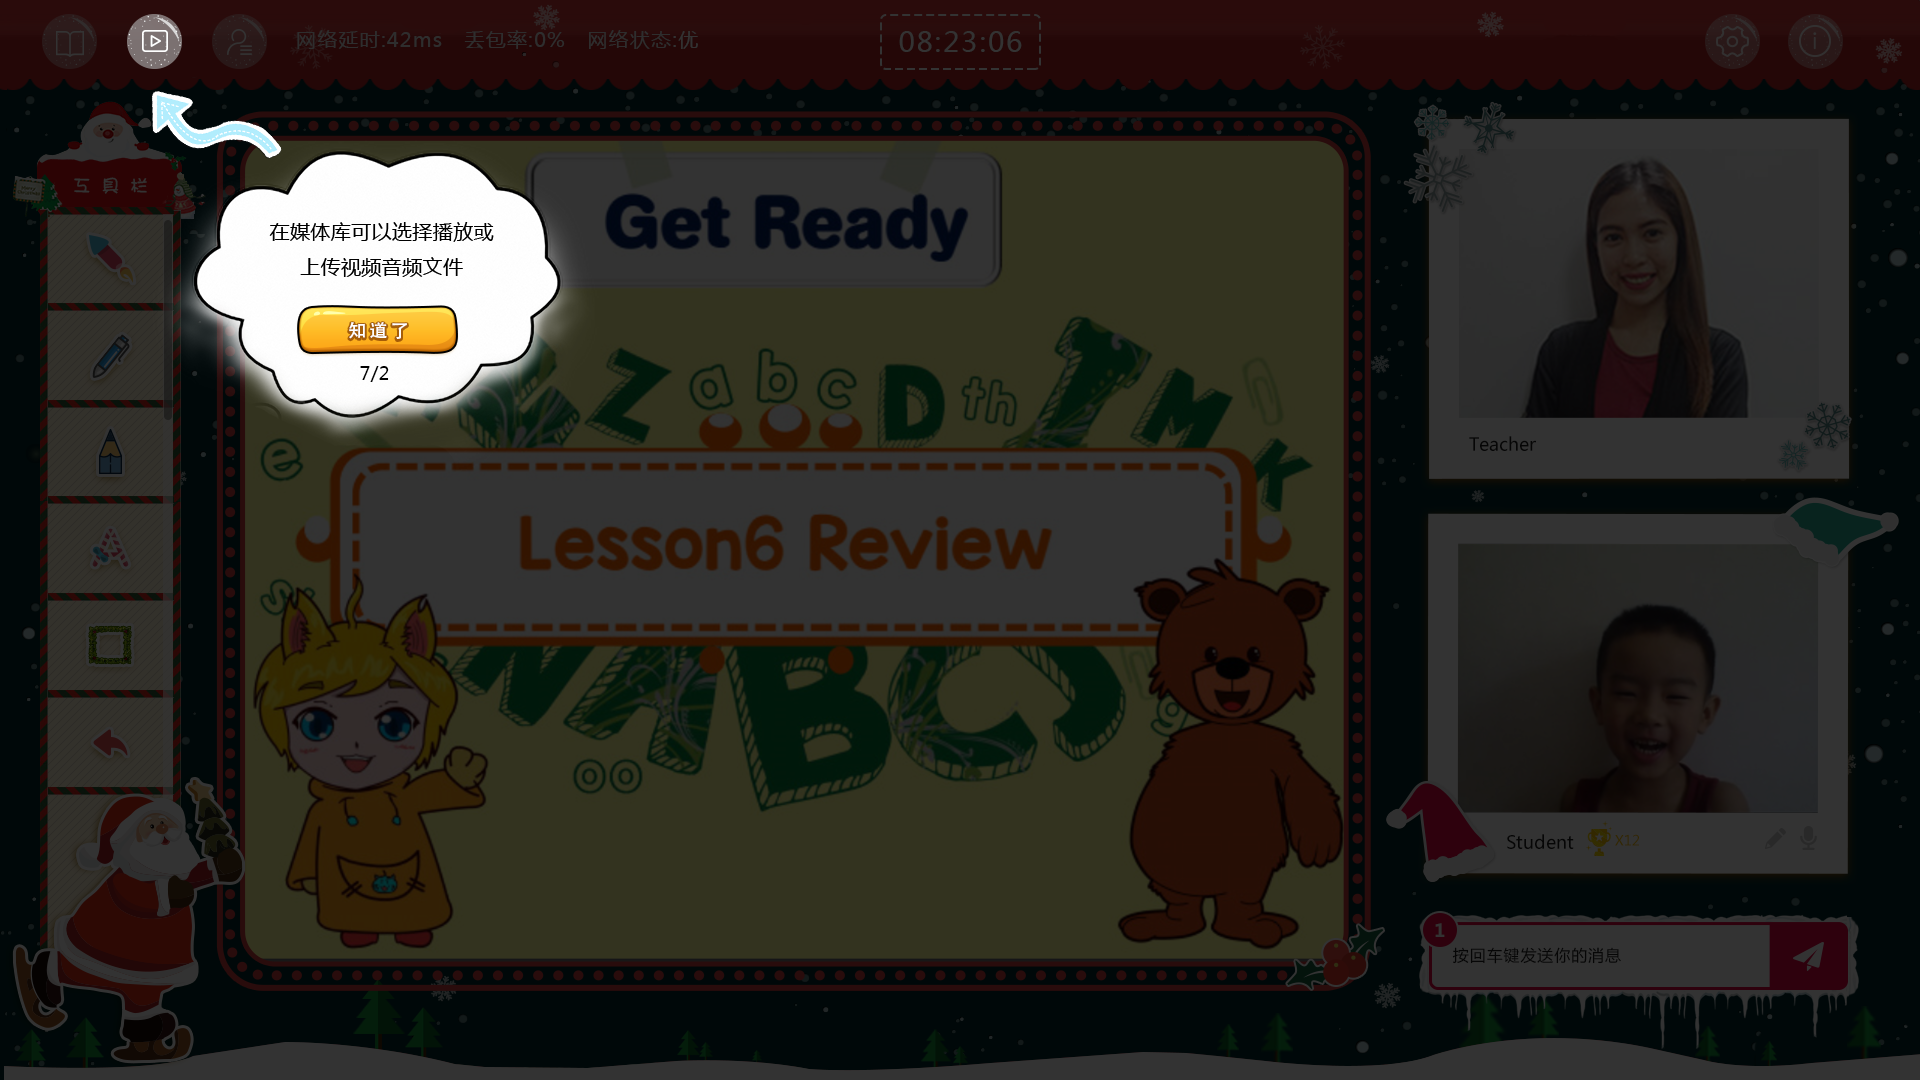 网络延时:42ms 丢包率:0% 网络状态:优
08:23:06
互具栏
在媒体库可以选择播放或
上传视频音频文件
知道了
7/2
Get Ready
Z a b c D th I M K
e
Lesson6 Review
s
A B C
g
oo
Teacher
Student X12
1
按回车键发送你的消息